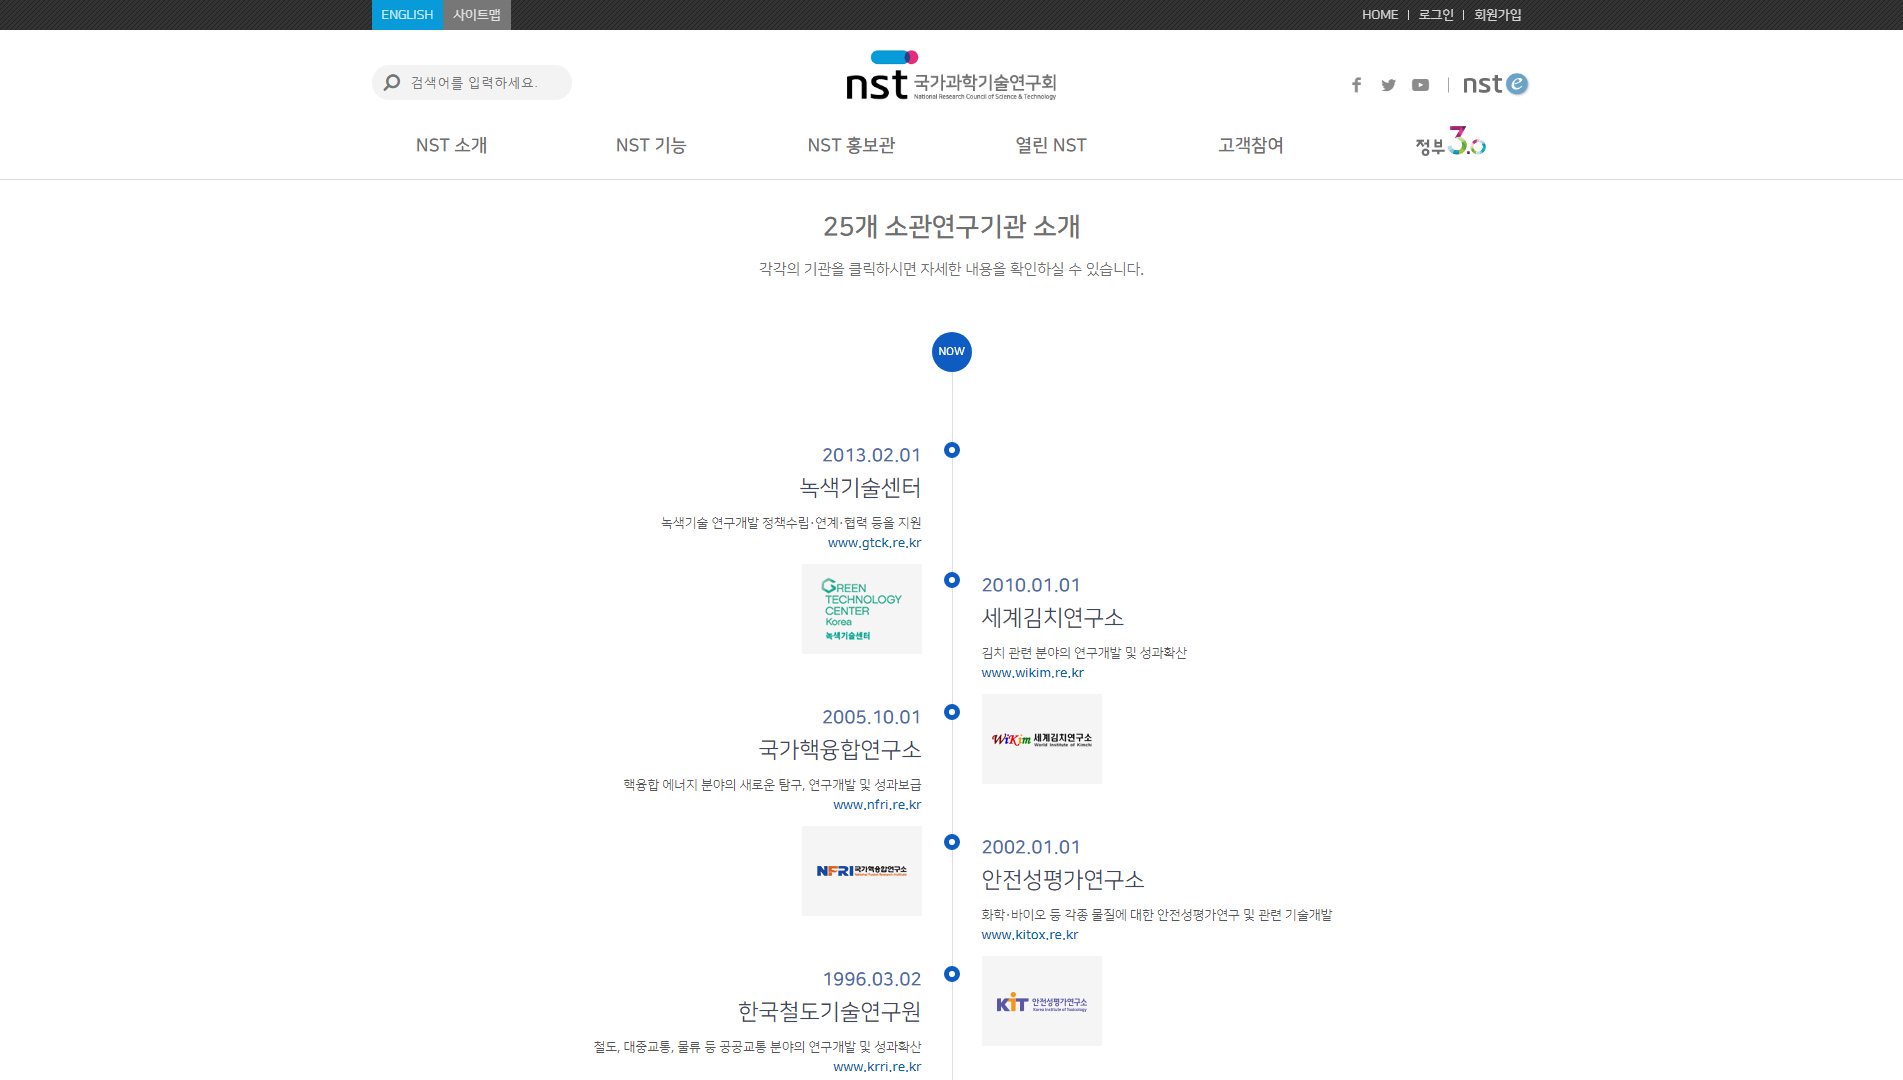 ENGLISH 사이트맵
HOME 로그인 회원가입
검색어를 입력하세요.
nst 국가과학기술연구회
National Research Council of Science & Technology
nst e
NST 소개
NST 기능
NST 홍보관
열린 NST
고객참여
정부3.0
25개 소관연구기관 소개
각각의 기관을 클릭하시면 자세한 내용을 확인하실 수 있습니다.
NOW
2013.02.01
녹색기술센터
녹색기술 연구개발 정책수립·연계·협력 등을 지원
www.gtck.re.kr
GREEN
TECHNOLOGY
CENTER
Korea
녹색기술센터
2010.01.01
세계김치연구소
김치 관련 분야의 연구개발 및 성과확산
www.wikim.re.kr
WiKim 세계김치연구소
World Institute of Kimchi
2005.10.01
국가핵융합연구소
핵융합 에너지 분야의 새로운 탐구, 연구개발 및 성과보급
www.nfri.re.kr
NFRI 국가핵융합연구소
National Fusion Research Institute
2002.01.01
안전성평가연구소
화학·바이오 등 각종 물질에 대한 안전성평가연구 및 관련 기술개발
www.kitox.re.kr
KIT 안전성평가연구소
Korea Institute of Toxicology
1996.03.02
한국철도기술연구원
철도, 대중교통, 물류 등 공공교통 분야의 연구개발 및 성과확산
www.krri.re.kr